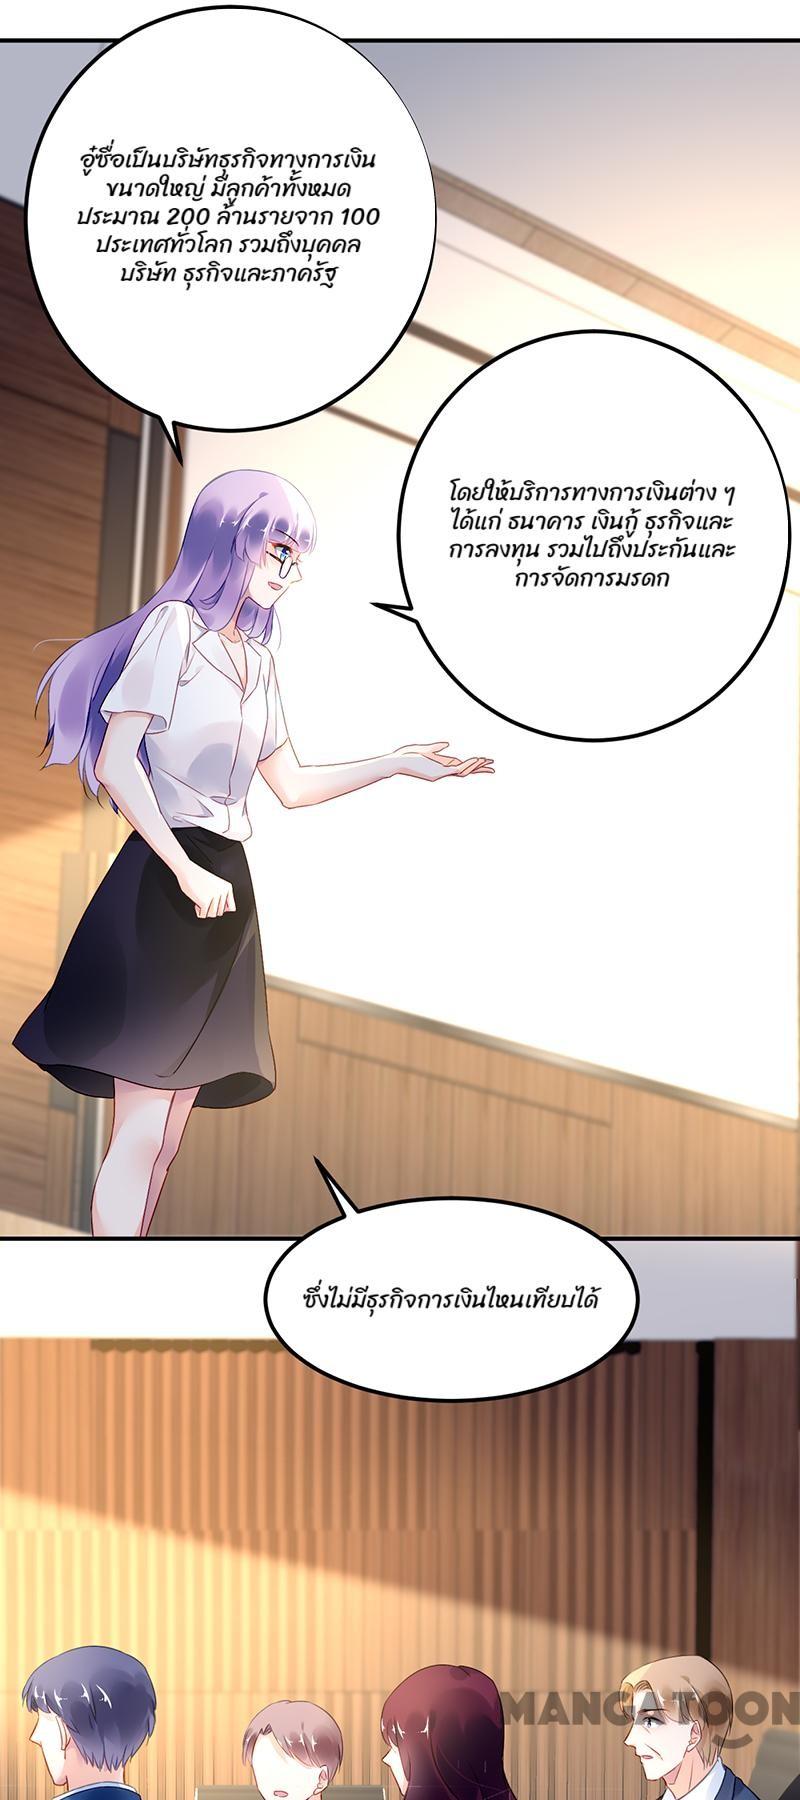 อู๋ซื่อเป็นบริษัทธุรกิจทางการเงิน
ขนาดใหญ่ มีลูกค้าทั้งหมด
ประมาณ 200 ล้านรายจาก 100
ประเทศทั่วโลก รวมถึงบุคคล
บริษัท ธุรกิจและภาครัฐ
โดยให้บริการทางการเงินต่าง ๆ
ได้แก่ ธนาคาร เงินกู้ ธุรกิจและ
การลงทุน รวมไปถึงประกันและ
การจัดการมรดก
ซึ่งไม่มีธุรกิจการเงินไหนเทียบได้
MANGATOON